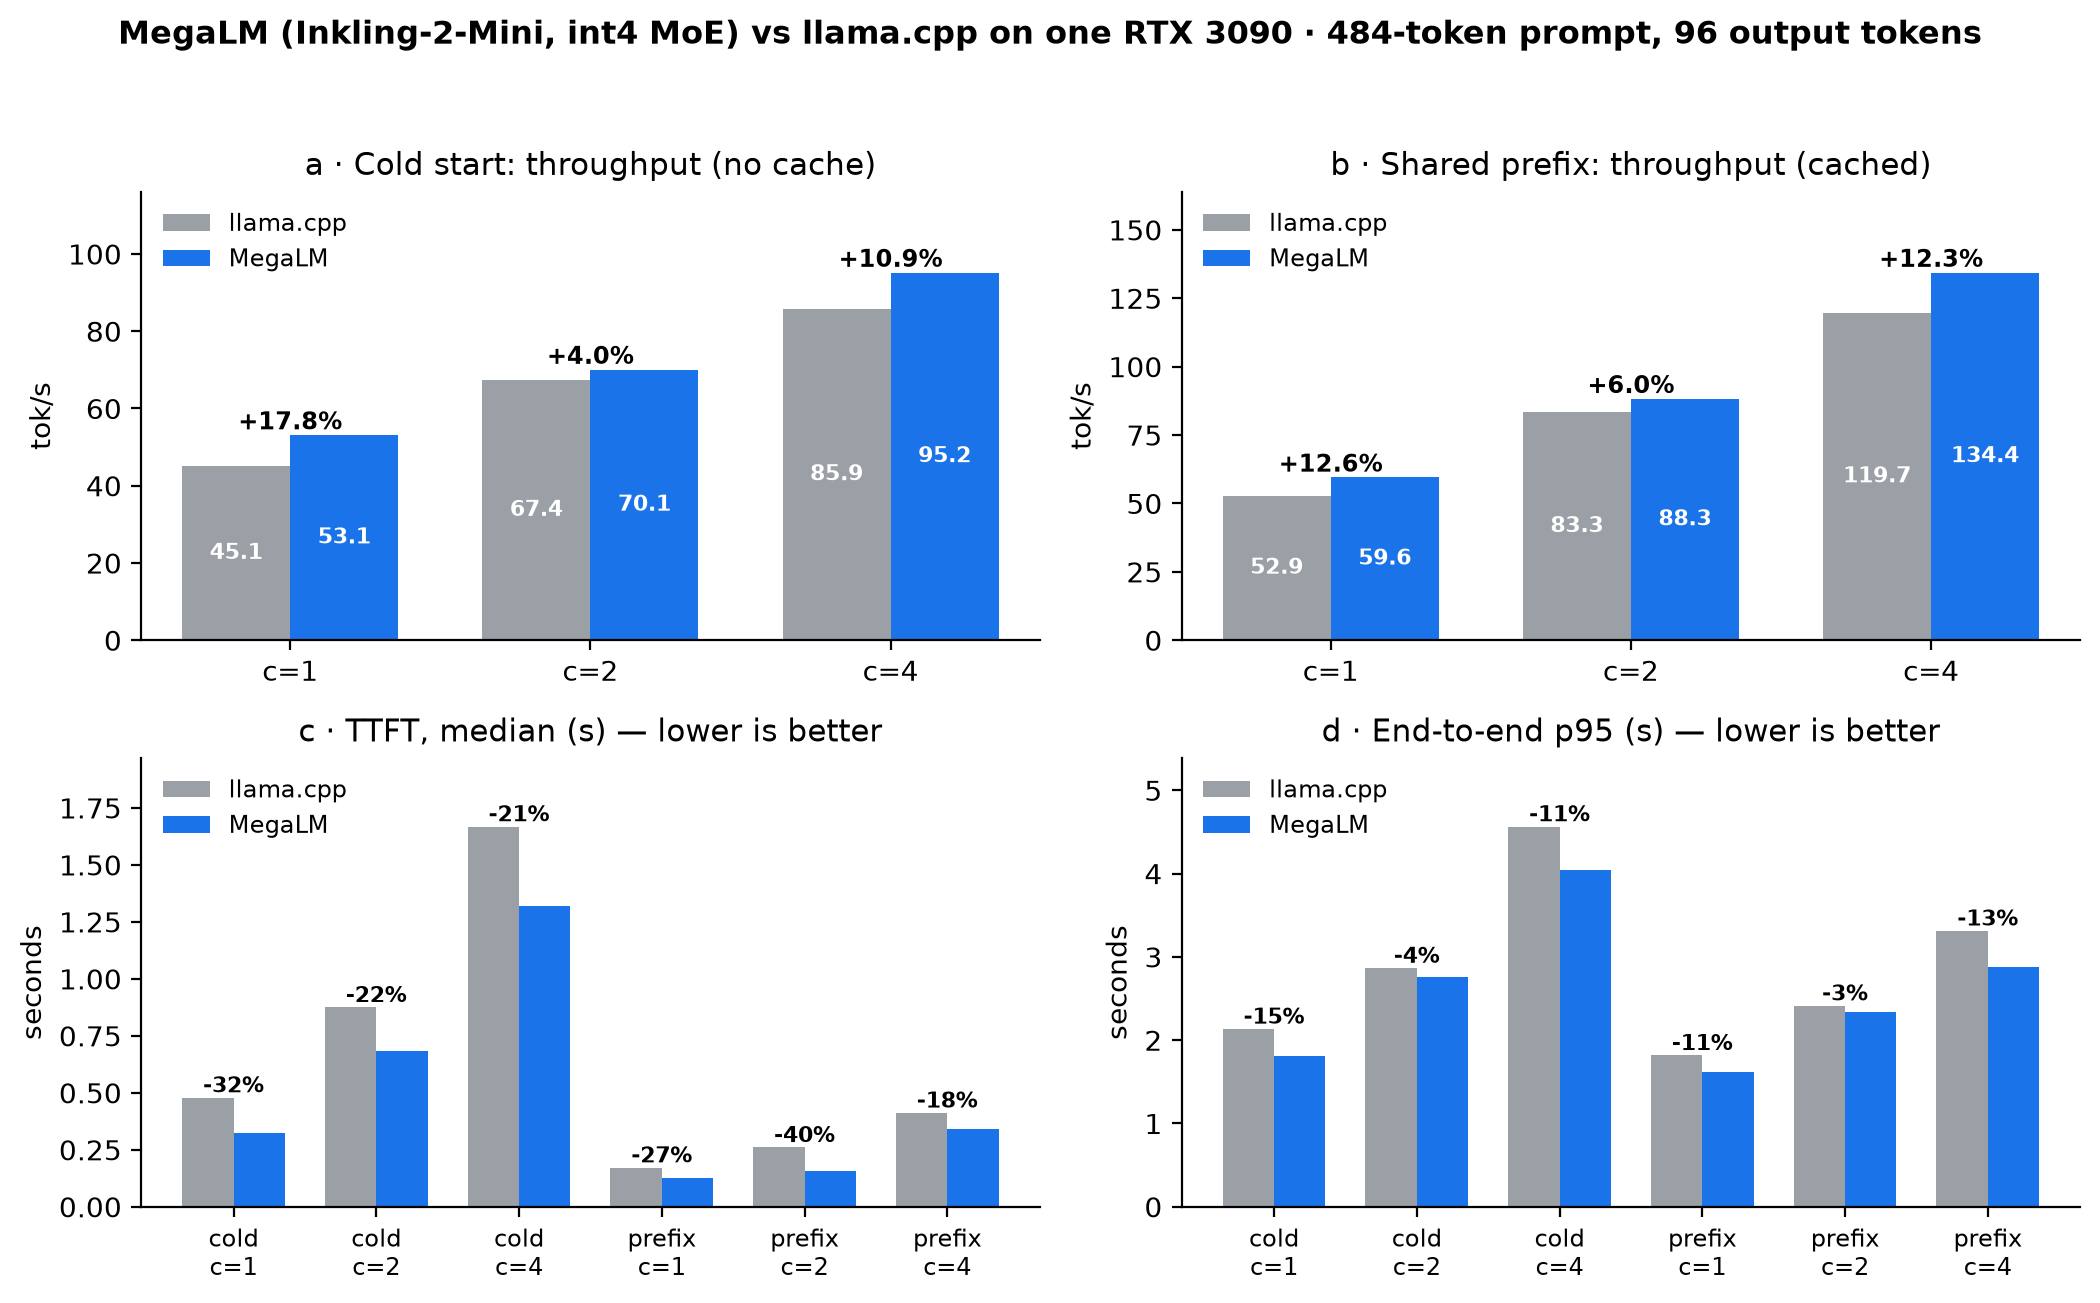 MegaLM (Inkling-2-Mini, int4 MoE) vs llama.cpp on one RTX 3090 · 484-token prompt, 96 output tokens
a · Cold start: throughput (no cache)
llama.cpp
MegaLM
tok/s
100
80
60
40
20
0
+17.8%
+4.0%
+10.9%
45.1
53.1
67.4
70.1
85.9
95.2
c=1
c=2
c=4
b · Shared prefix: throughput (cached)
llama.cpp
MegaLM
tok/s
150
125
100
75
50
25
0
+12.6%
+6.0%
+12.3%
52.9
59.6
83.3
88.3
119.7
134.4
c=1
c=2
c=4
c · TTFT, median (s) — lower is better
llama.cpp
MegaLM
seconds
1.75
1.50
1.25
1.00
0.75
0.50
0.25
0.00
-32%
-22%
-21%
-27%
-40%
-18%
cold
c=1
cold
c=2
cold
c=4
prefix
c=1
prefix
c=2
prefix
c=4
d · End-to-end p95 (s) — lower is better
llama.cpp
MegaLM
seconds
5
4
3
2
1
0
-15%
-4%
-11%
-11%
-3%
-13%
cold
c=1
cold
c=2
cold
c=4
prefix
c=1
prefix
c=2
prefix
c=4